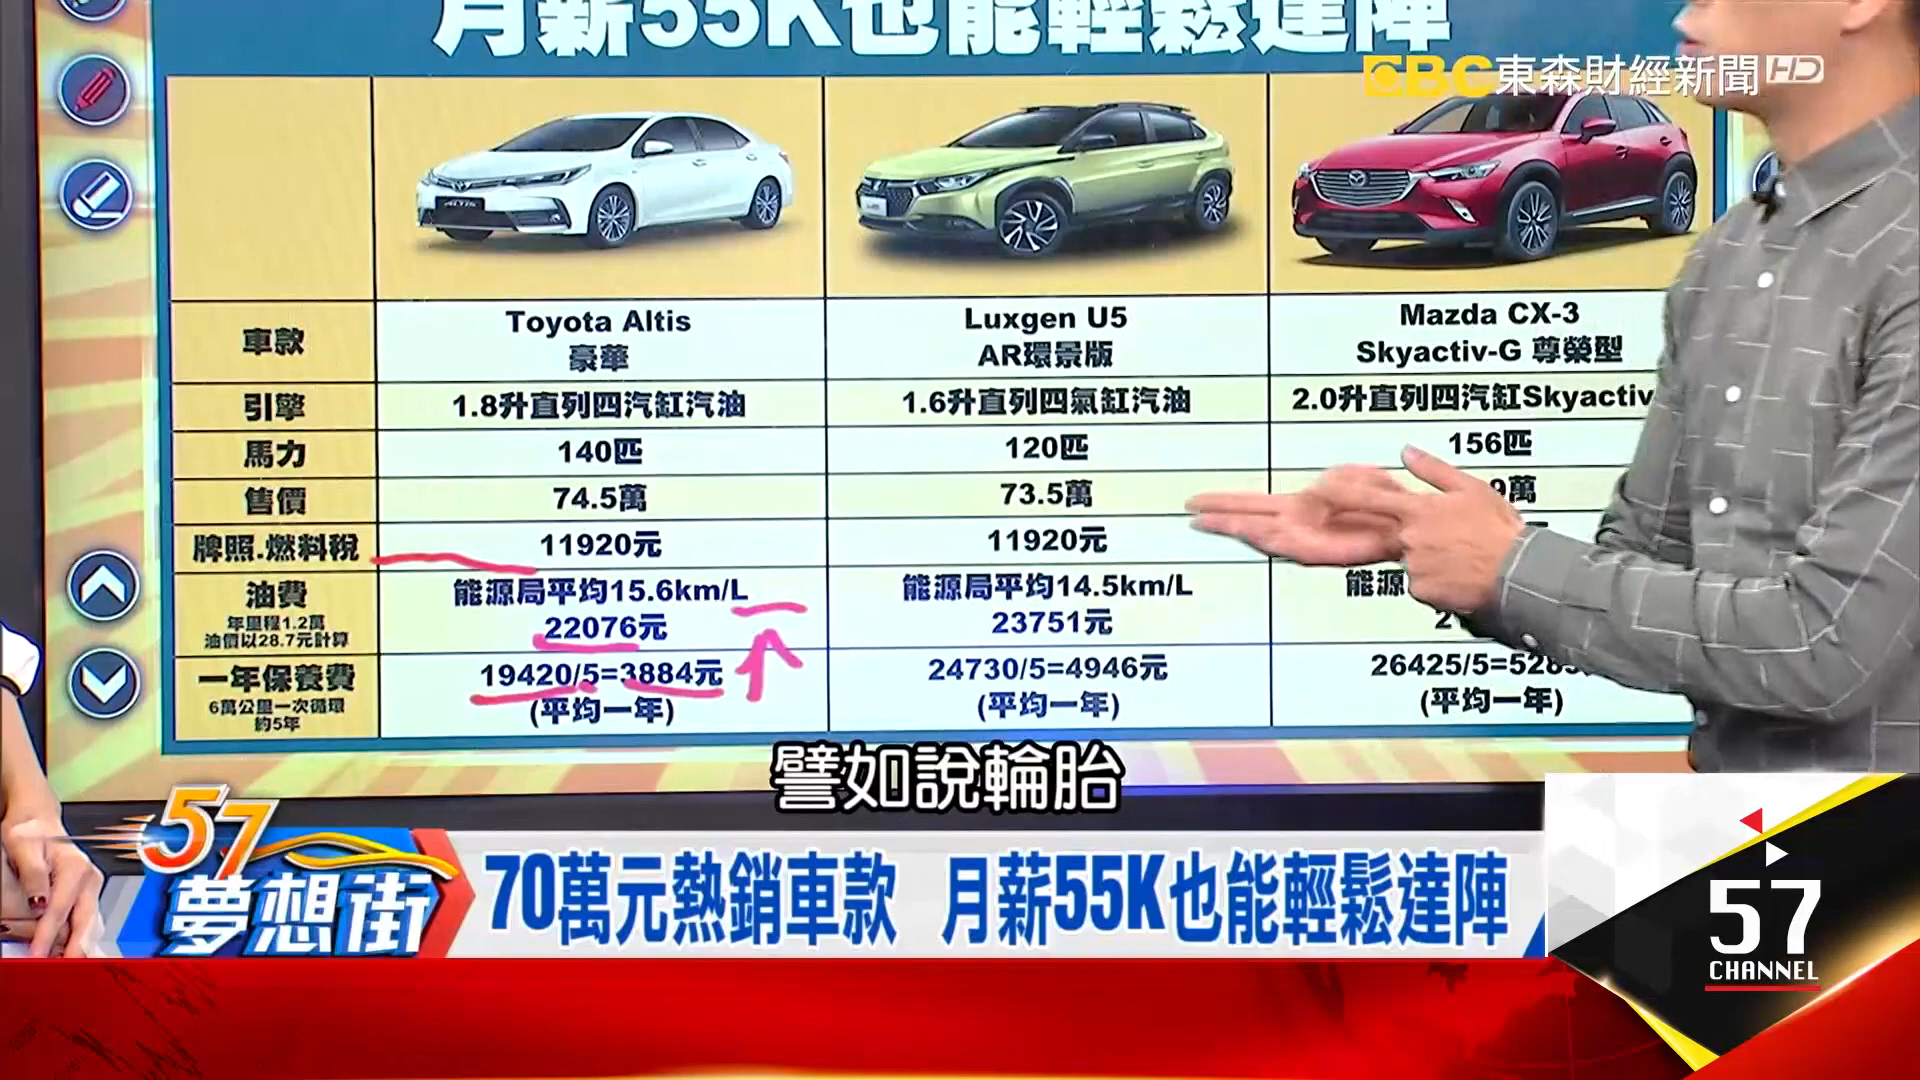 月薪55K也能輕鬆達陣
EBC東森財經新聞HD
ALTIS
車款
Toyota Altis
豪華
Luxgen U5
AR環景版
Mazda CX-3
Skyactiv-G 尊榮型
引擎
1.8升直列四汽缸汽油
1.6升直列四氣缸汽油
2.0升直列四汽缸Skyactiv
馬力
140匹
120匹
156匹
售價
74.5萬
73.5萬
9萬
牌照.燃料稅
11920元
11920元
油費
年里程1.2萬
油價以28.7元計算
能源局平均15.6km/L
22076元
能源局平均14.5km/L
23751元
能源
一年保養費
6萬公里一次循環
約5年
19420/5=3884元
(平均一年)
24730/5=4946元
(平均一年)
26425/5=528
(平均一年)
譬如說輪胎
57夢想街
70萬元熱銷車款 月薪55K也能輕鬆達陣
57
CHANNEL